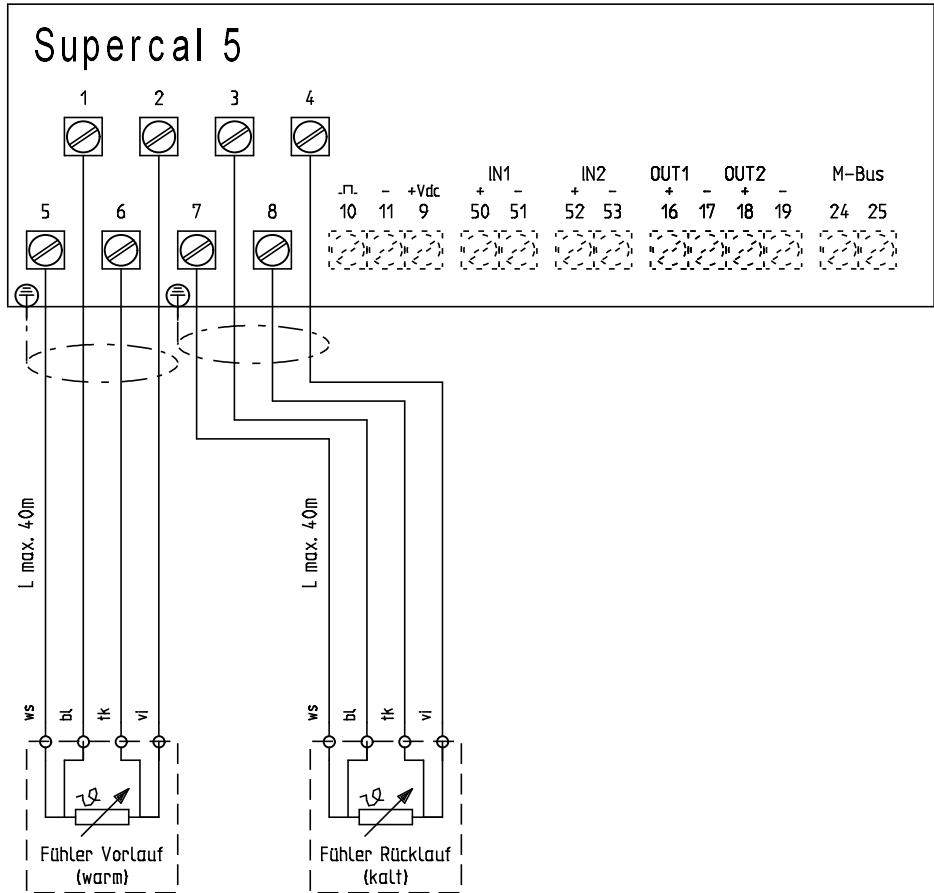 Supercal 5
1 2 3 4
IN1 IN2 OUT1 OUT2 M-Bus
- +Vdc + - + - + - + -
5 6 7 8 10 11 9 50 51 52 53 16 17 18 19 24 25
L max. 40m L max. 40m
ws bl tk vi ws bl tk vi
Fühler Vorlauf
(warm)
Fühler Rücklauf
(kalt)